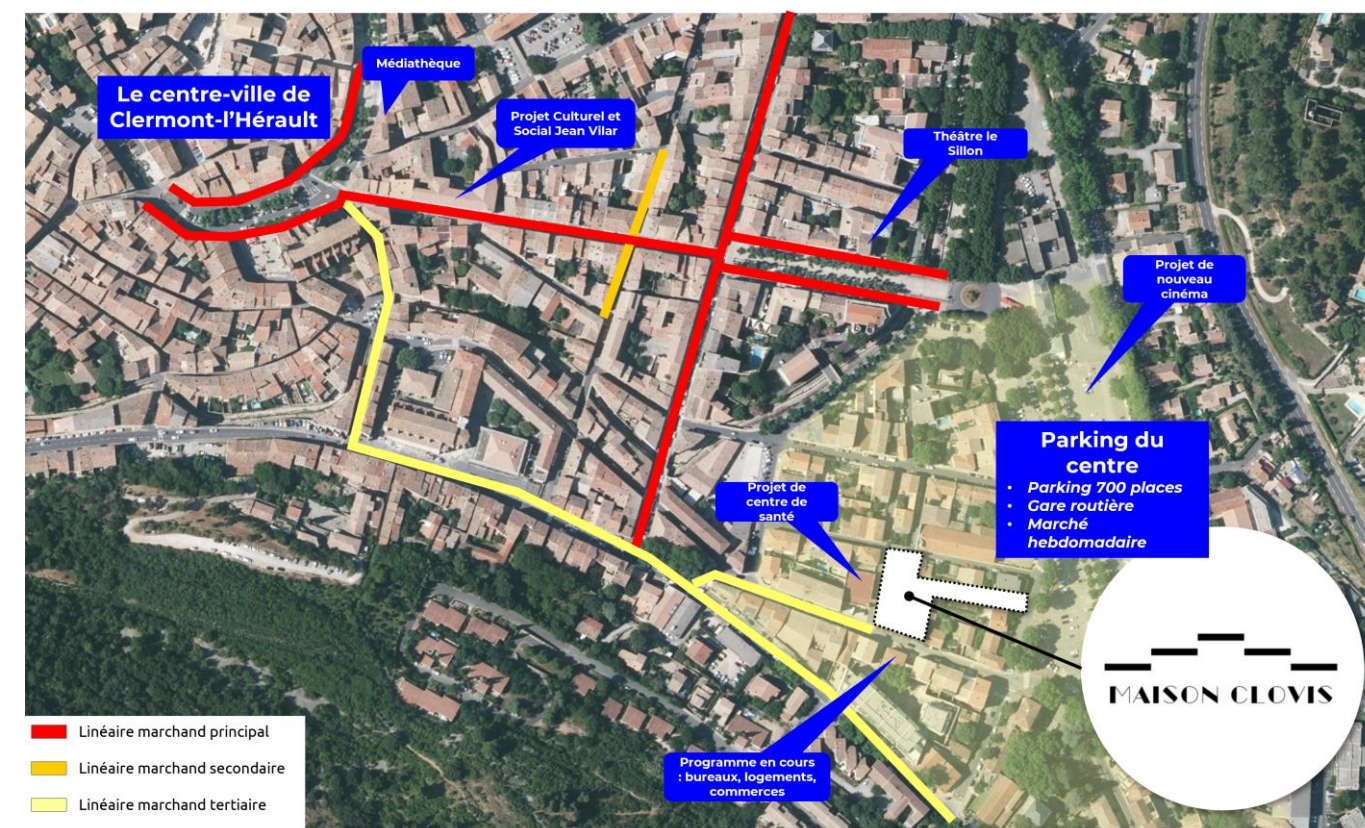 Le centre-ville de
Clermont-l’Hérault
Médiathèque
Projet Culturel et
Social Jean Vilar
Théâtre le
Sillon
Projet de
nouveau
cinéma
Parking du
centre
• Parking 700 places
• Gare routière
• Marché
hebdomadaire
Projet de
centre de
santé
MAISON CLOVIS
Programme en cours
: bureaux, logements,
commerces
Linéaire marchand principal
Linéaire marchand secondaire
Linéaire marchand tertiaire